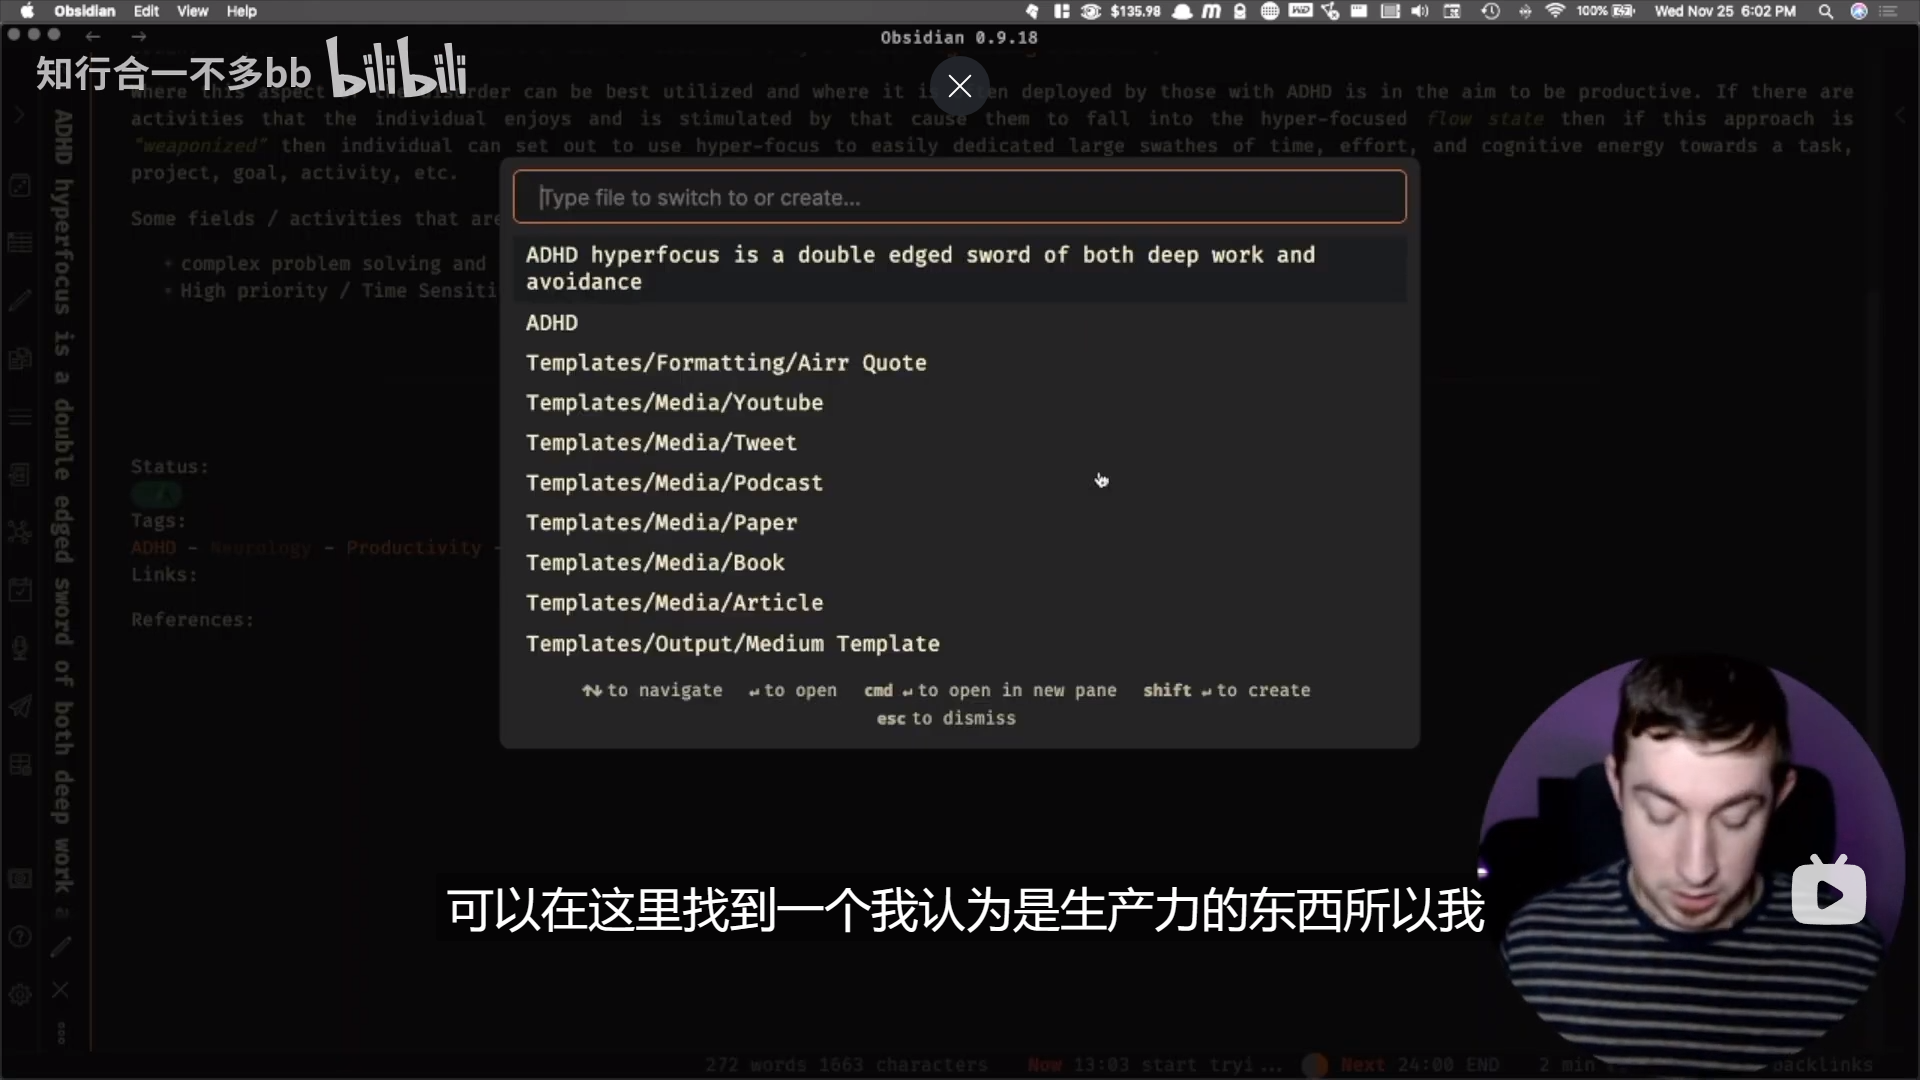 Obsidian Edit View Help $135.98 100% Wed Nov 25 6:02 PM
Obsidian 0.9.18
知行合一不多bb bilibili
where this aspect the disorder can be best utilized and where it is deployed by those with ADHD is in the aim to be productive. If there are
activities that the individual enjoys and is stimulated by that cause them to fall into the hyper-focused flow state then if this approach is
"weaponized" then individual can set out to use hyper-focus to easily dedicated large swathes of time, effort, and cognitive energy towards a task,
project, goal, activity, etc.
Some fields / activities that are
complex problem solving and
High priority / Time Sensiti
ADHD hyperfocus is a double edged sword of both deep work a
Type file to switch to or create...
ADHD hyperfocus is a double edged sword of both deep work and
avoidance
ADHD
Templates/Formatting/Airr Quote
Templates/Media/Youtube
Templates/Media/Tweet
Templates/Media/Podcast
Templates/Media/Paper
Templates/Media/Book
Templates/Media/Article
Templates/Output/Medium Template
↑↓ to navigate ↵ to open cmd ↵ to open in new pane shift ↵ to create
esc to dismiss
Status:
Tags:
ADHD - Neurology - Productivity -
Links:
References:
可以在这里找到一个我认为是生产力的东西所以我
272 words 1663 characters Now 13:03 start tryi... Next 24:00 END 2 min backlinks